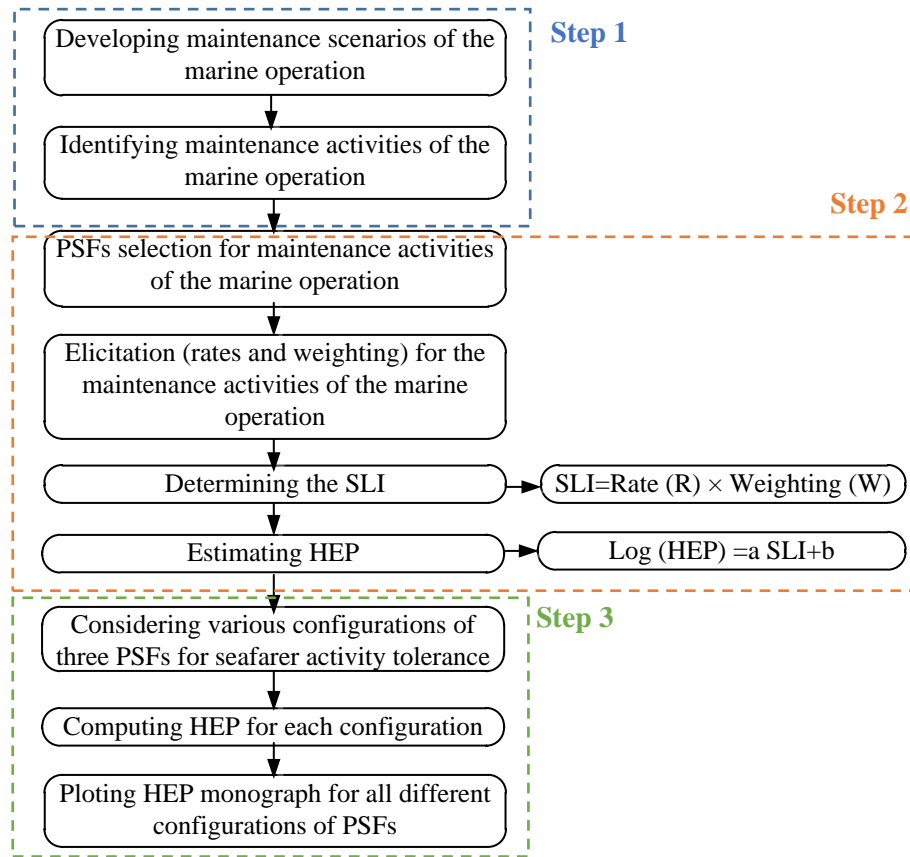 Step 1
Developing maintenance scenarios of the
marine operation
Identifying maintenance activities of the
marine operation
Step 2
PSFs selection for maintenance activities
of the marine operation
Elicitation (rates and weighting) for the
maintenance activities of the marine
operation
Determining the SLI
SLI=Rate (R) × Weighting (W)
Estimating HEP
Log (HEP) =a SLI+b
Step 3
Considering various configurations of
three PSFs for seafarer activity tolerance
Computing HEP for each configuration
Ploting HEP monograph for all different
configurations of PSFs